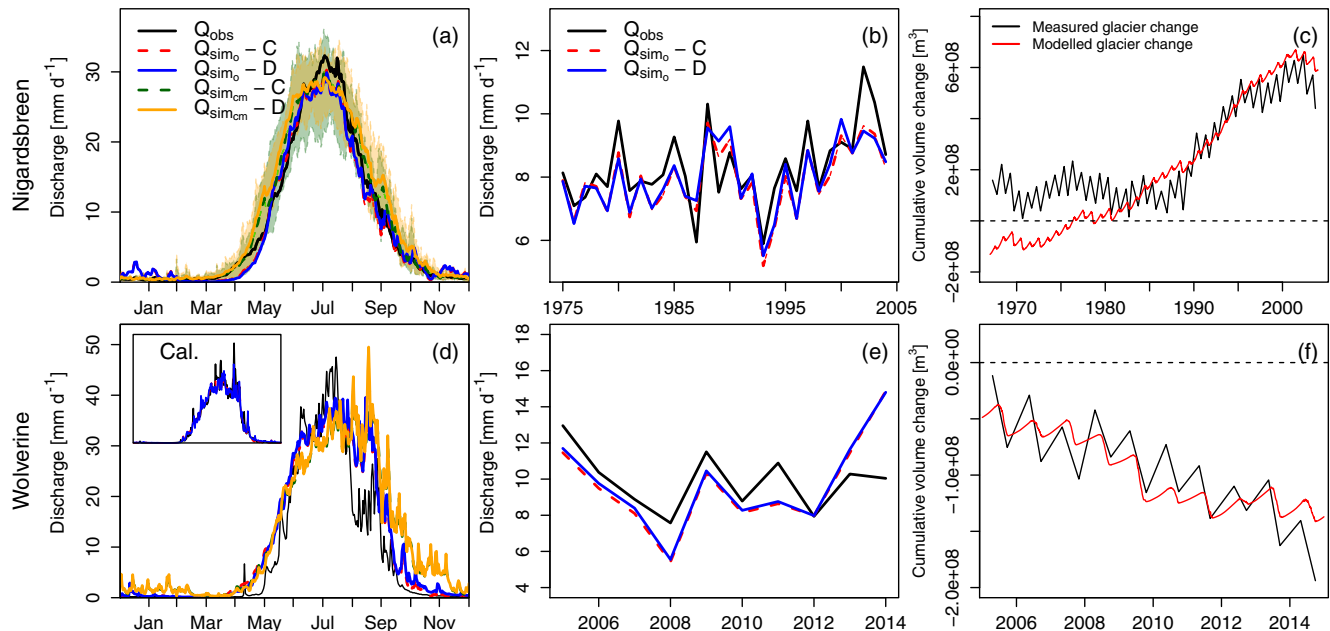 Nigardsbreen
Discharge [mm d⁻¹]
0 10 20 30
Q_obs
Q_sim_o – C
Q_sim_o – D
Q_sim_cm – C
Q_sim_cm – D
(a)
Jan Mar May Jul Sep Nov
Discharge [mm d⁻¹]
6 8 10 12
Q_obs
Q_sim_o – C
Q_sim_o – D
(b)
1975 1985 1995 2005
Cumulative volume change [m³]
−2e+08 2e+08 6e+08
Measured glacier change
Modelled glacier change
(c)
1970 1980 1990 2000
Wolverine
Discharge [mm d⁻¹]
0 10 20 30 40 50
Cal.
(d)
Jan Mar May Jul Sep Nov
Discharge [mm d⁻¹]
4 6 8 10 12 14 16
(e)
2006 2008 2010 2012 2014
Cumulative volume change [m³]
−2.0e+08 −1.0e+08 0.0e+00
(f)
2006 2008 2010 2012 2014